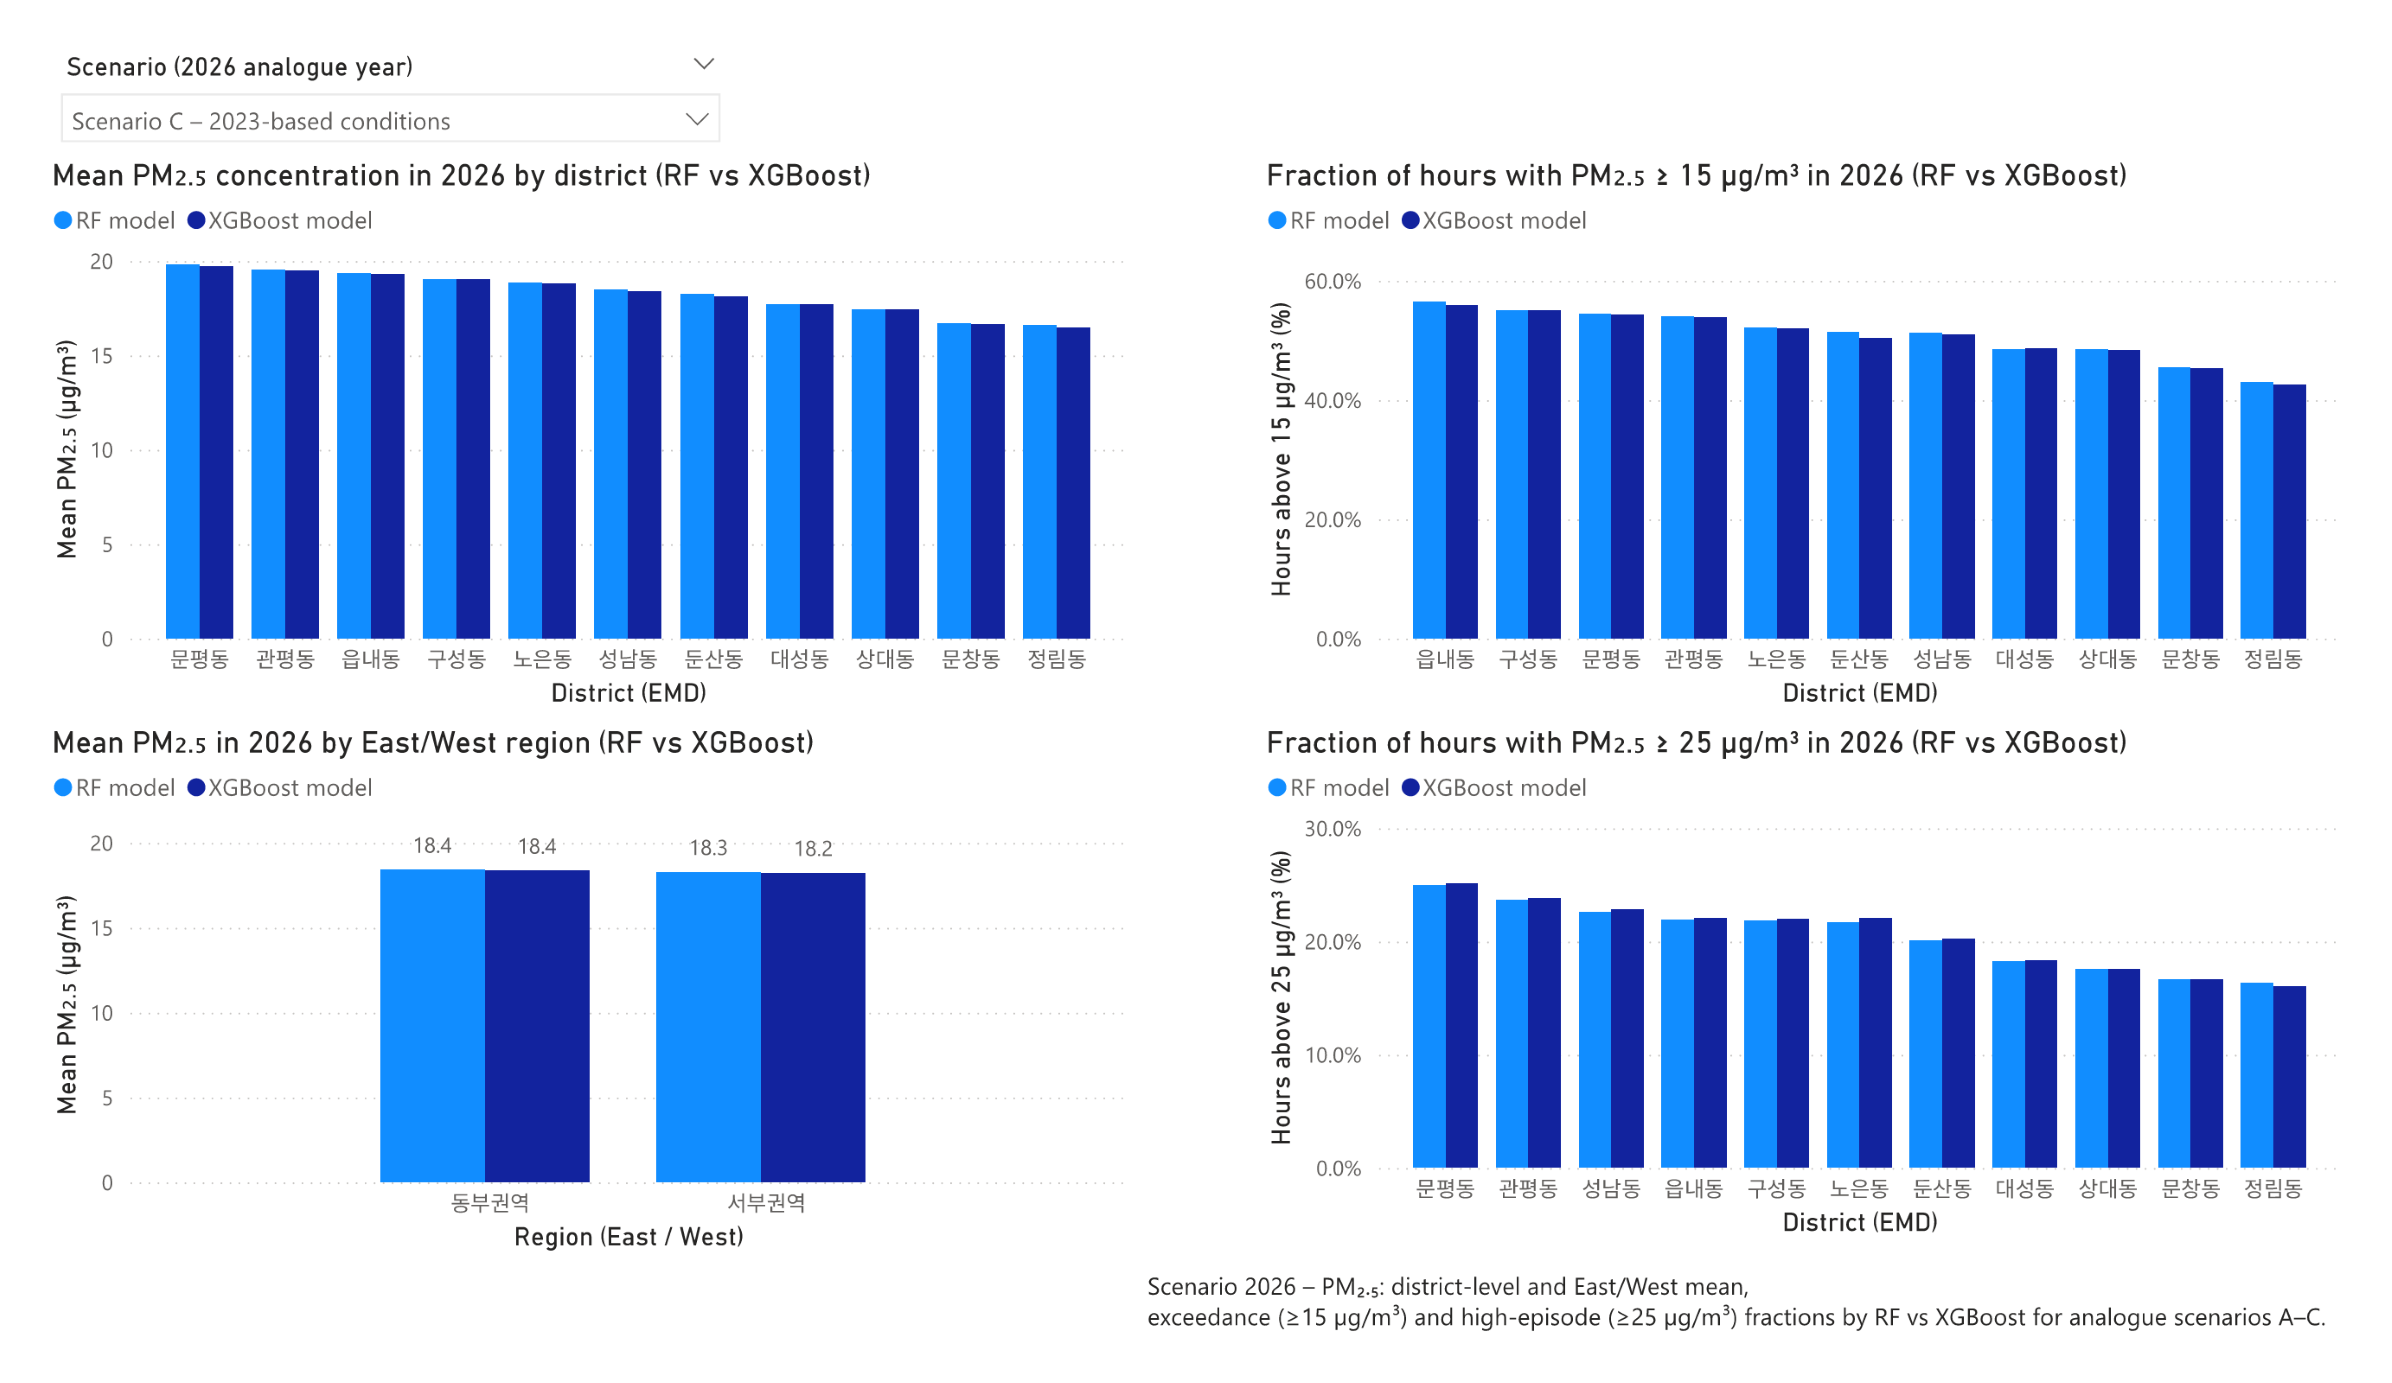 Scenario (2026 analogue year)
Scenario C – 2023-based conditions
Mean PM2.5 concentration in 2026 by district (RF vs XGBoost)
RF model XGBoost model
Mean PM2.5 (µg/m³)
20
15
10
5
0
문평동 관평동 읍내동 구성동 노은동 성남동 둔산동 대성동 상대동 문창동 정림동
District (EMD)
Fraction of hours with PM2.5 ≥ 15 µg/m³ in 2026 (RF vs XGBoost)
RF model XGBoost model
Hours above 15 µg/m³ (%)
60.0%
40.0%
20.0%
0.0%
읍내동 구성동 문평동 관평동 노은동 둔산동 성남동 대성동 상대동 문창동 정림동
District (EMD)
Mean PM2.5 in 2026 by East/West region (RF vs XGBoost)
RF model XGBoost model
Mean PM2.5 (µg/m³)
20
15
10
5
0
18.4 18.4 18.3 18.2
동부권역 서부권역
Region (East / West)
Fraction of hours with PM2.5 ≥ 25 µg/m³ in 2026 (RF vs XGBoost)
RF model XGBoost model
Hours above 25 µg/m³ (%)
30.0%
20.0%
10.0%
0.0%
문평동 관평동 성남동 읍내동 구성동 노은동 둔산동 대성동 상대동 문창동 정림동
District (EMD)
Scenario 2026 – PM₂.₅: district-level and East/West mean,
exceedance (≥15 µg/m³) and high-episode (≥25 µg/m³) fractions by RF vs XGBoost for analogue scenarios A–C.